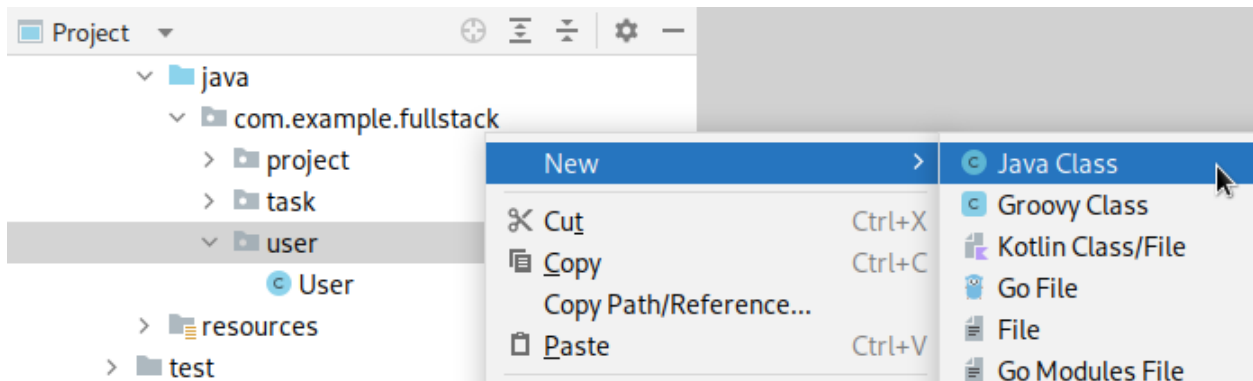 Project
java
com.example.fullstack
project
task
user
User
resources
test
New
Cut Ctrl+X
Copy Ctrl+C
Copy Path/Reference...
Paste Ctrl+V
Java Class
Groovy Class
Kotlin Class/File
Go File
File
Go Modules File